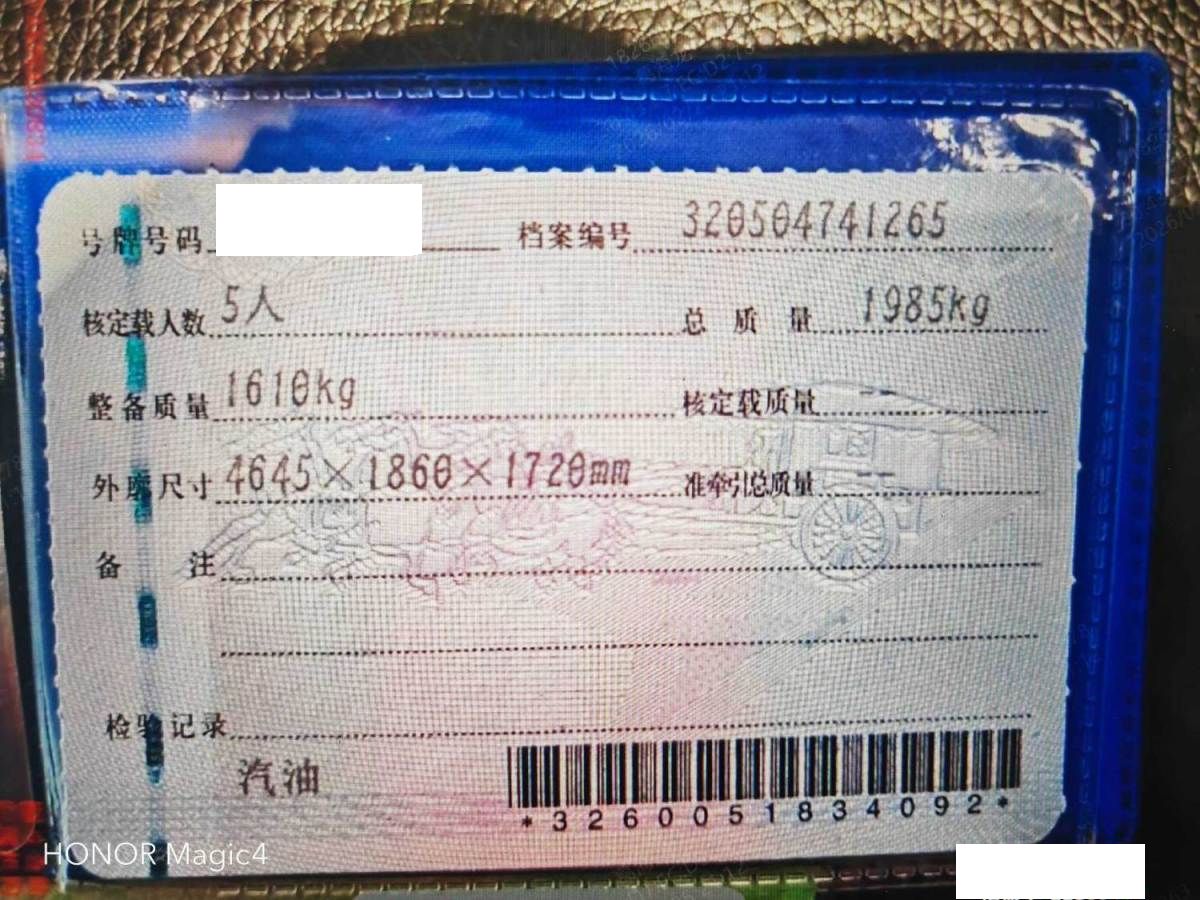 号牌号码 档案编号 320504741265
核定载人数 5人 总质量 1985kg
整备质量 1610kg 核定载质量
外廓尺寸 4645×1860×1720mm 准牵引总质量
备注
检验记录
汽油
*3260051834092*
HONOR Magic4